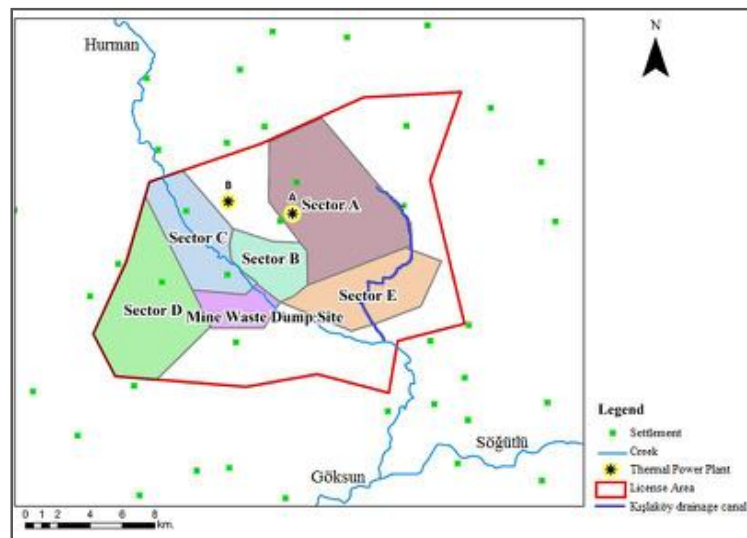 Hurman
N
B
A
Sector A
Sector C
Sector B
Sector E
Sector D
Mine Waste Dump Site
Söğütlü
Göksun
0 1 2 4 6 8
km.
Legend
Settlement
Creek
Thermal Power Plant
License Area
Kışlaköy drainage canal